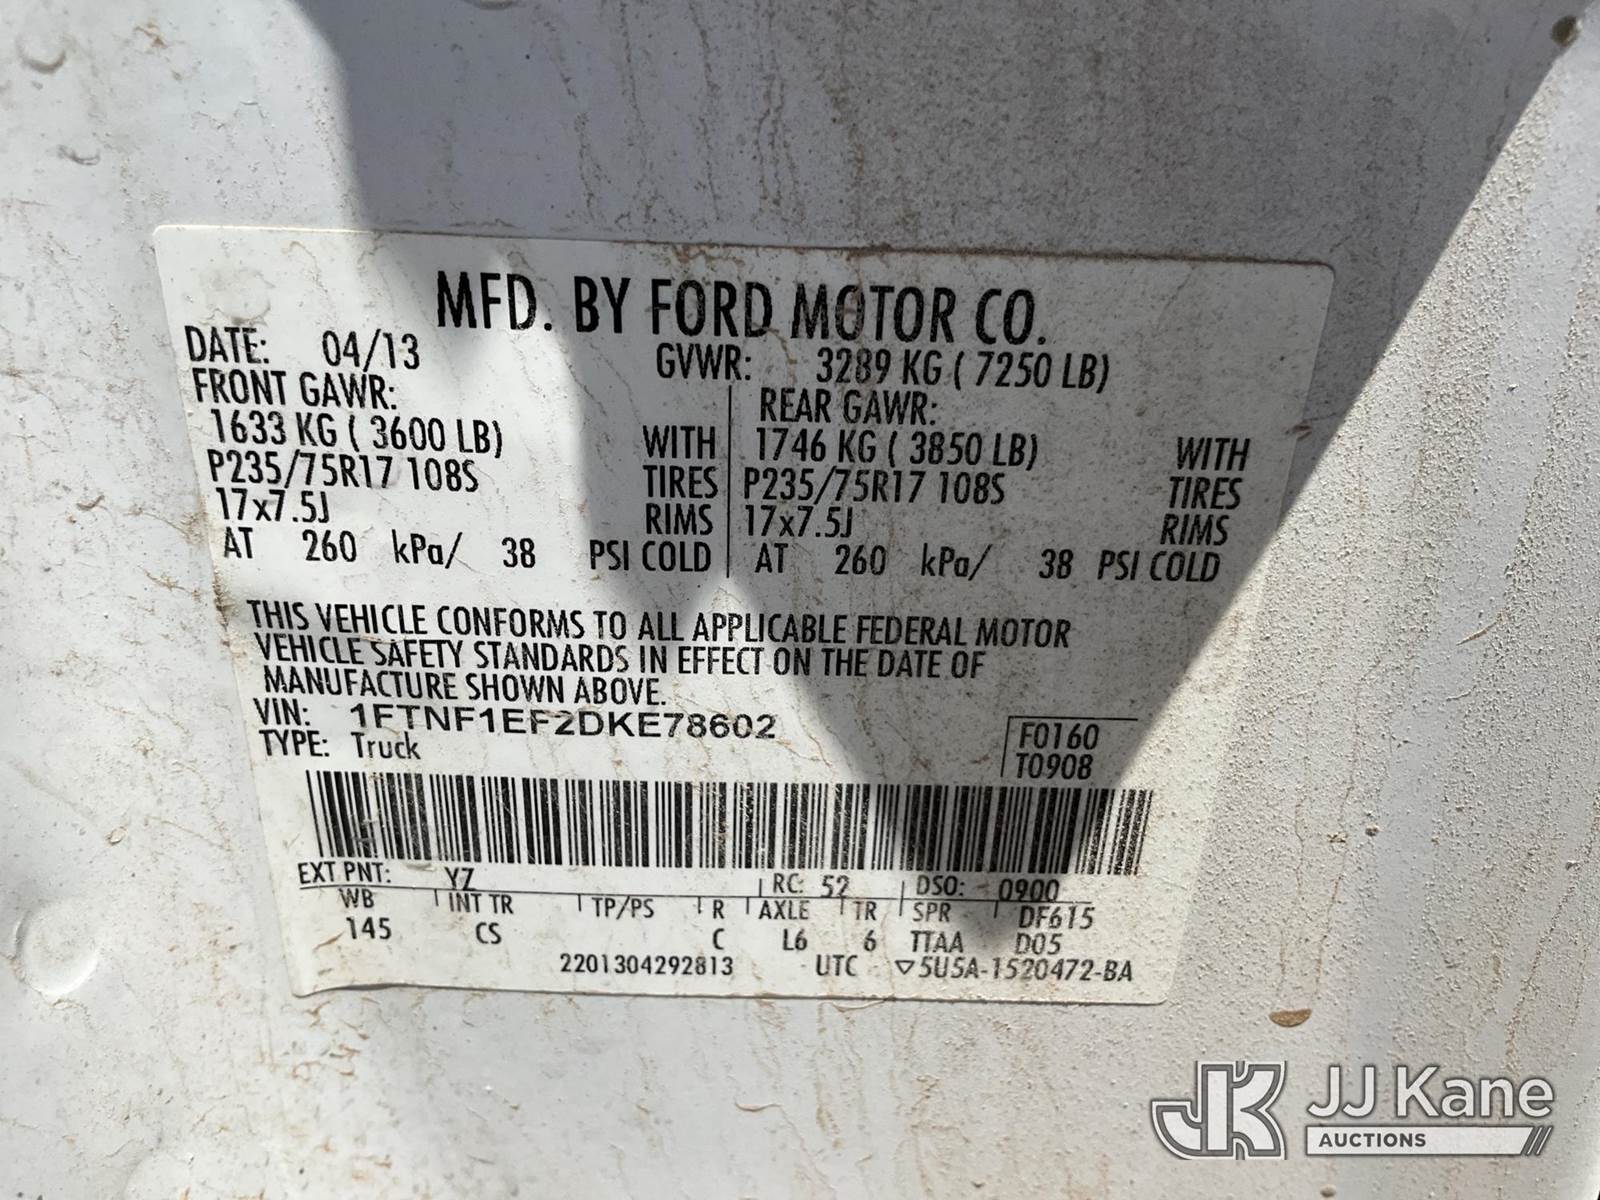 MFD. BY FORD MOTOR CO.
DATE: 04/13 GVWR: 3289 KG ( 7250 LB)
FRONT GAWR: REAR GAWR:
1633 KG ( 3600 LB) WITH 1746 KG ( 3850 LB) WITH
P235/75R17 108S TIRES P235/75R17 108S TIRES
17x7.5J RIMS 17x7.5J RIMS
AT 260 kPa/ 38 PSI COLD AT 260 kPa/ 38 PSI COLD
THIS VEHICLE CONFORMS TO ALL APPLICABLE FEDERAL MOTOR
VEHICLE SAFETY STANDARDS IN EFFECT ON THE DATE OF
MANUFACTURE SHOWN ABOVE.
VIN: 1FTNF1EF2DKE78602 F0160
TYPE: Truck T0908
EXT PNT: YZ RC: 52 DSO: 0900
WB INT TR TP/PS R AXLE TR SPR DF615
145 CS C L6 6 TTAA D05
2201304292813 UTC ▽5U5A-1520472-BA
JK JJ Kane
AUCTIONS